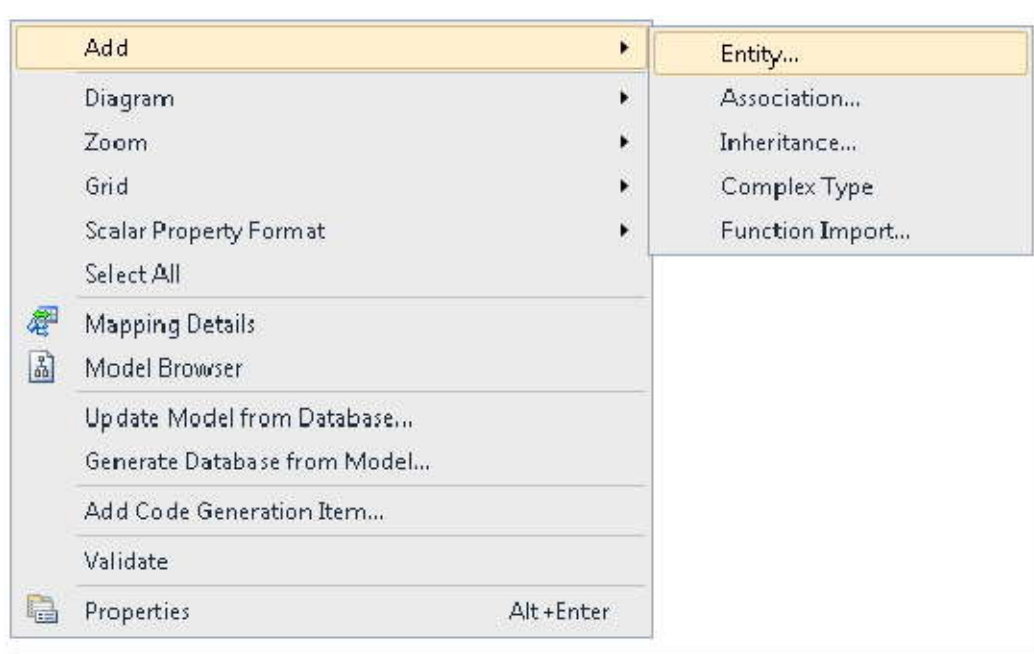 Add
Diagram
Zoom
Grid
Scalar Property Format
Select All
Mapping Details
Model Browser
Update Model from Database...
Generate Database from Model...
Add Code Generation Item...
Validate
Properties Alt+Enter
Entity...
Association...
Inheritance...
Complex Type
Function Import...